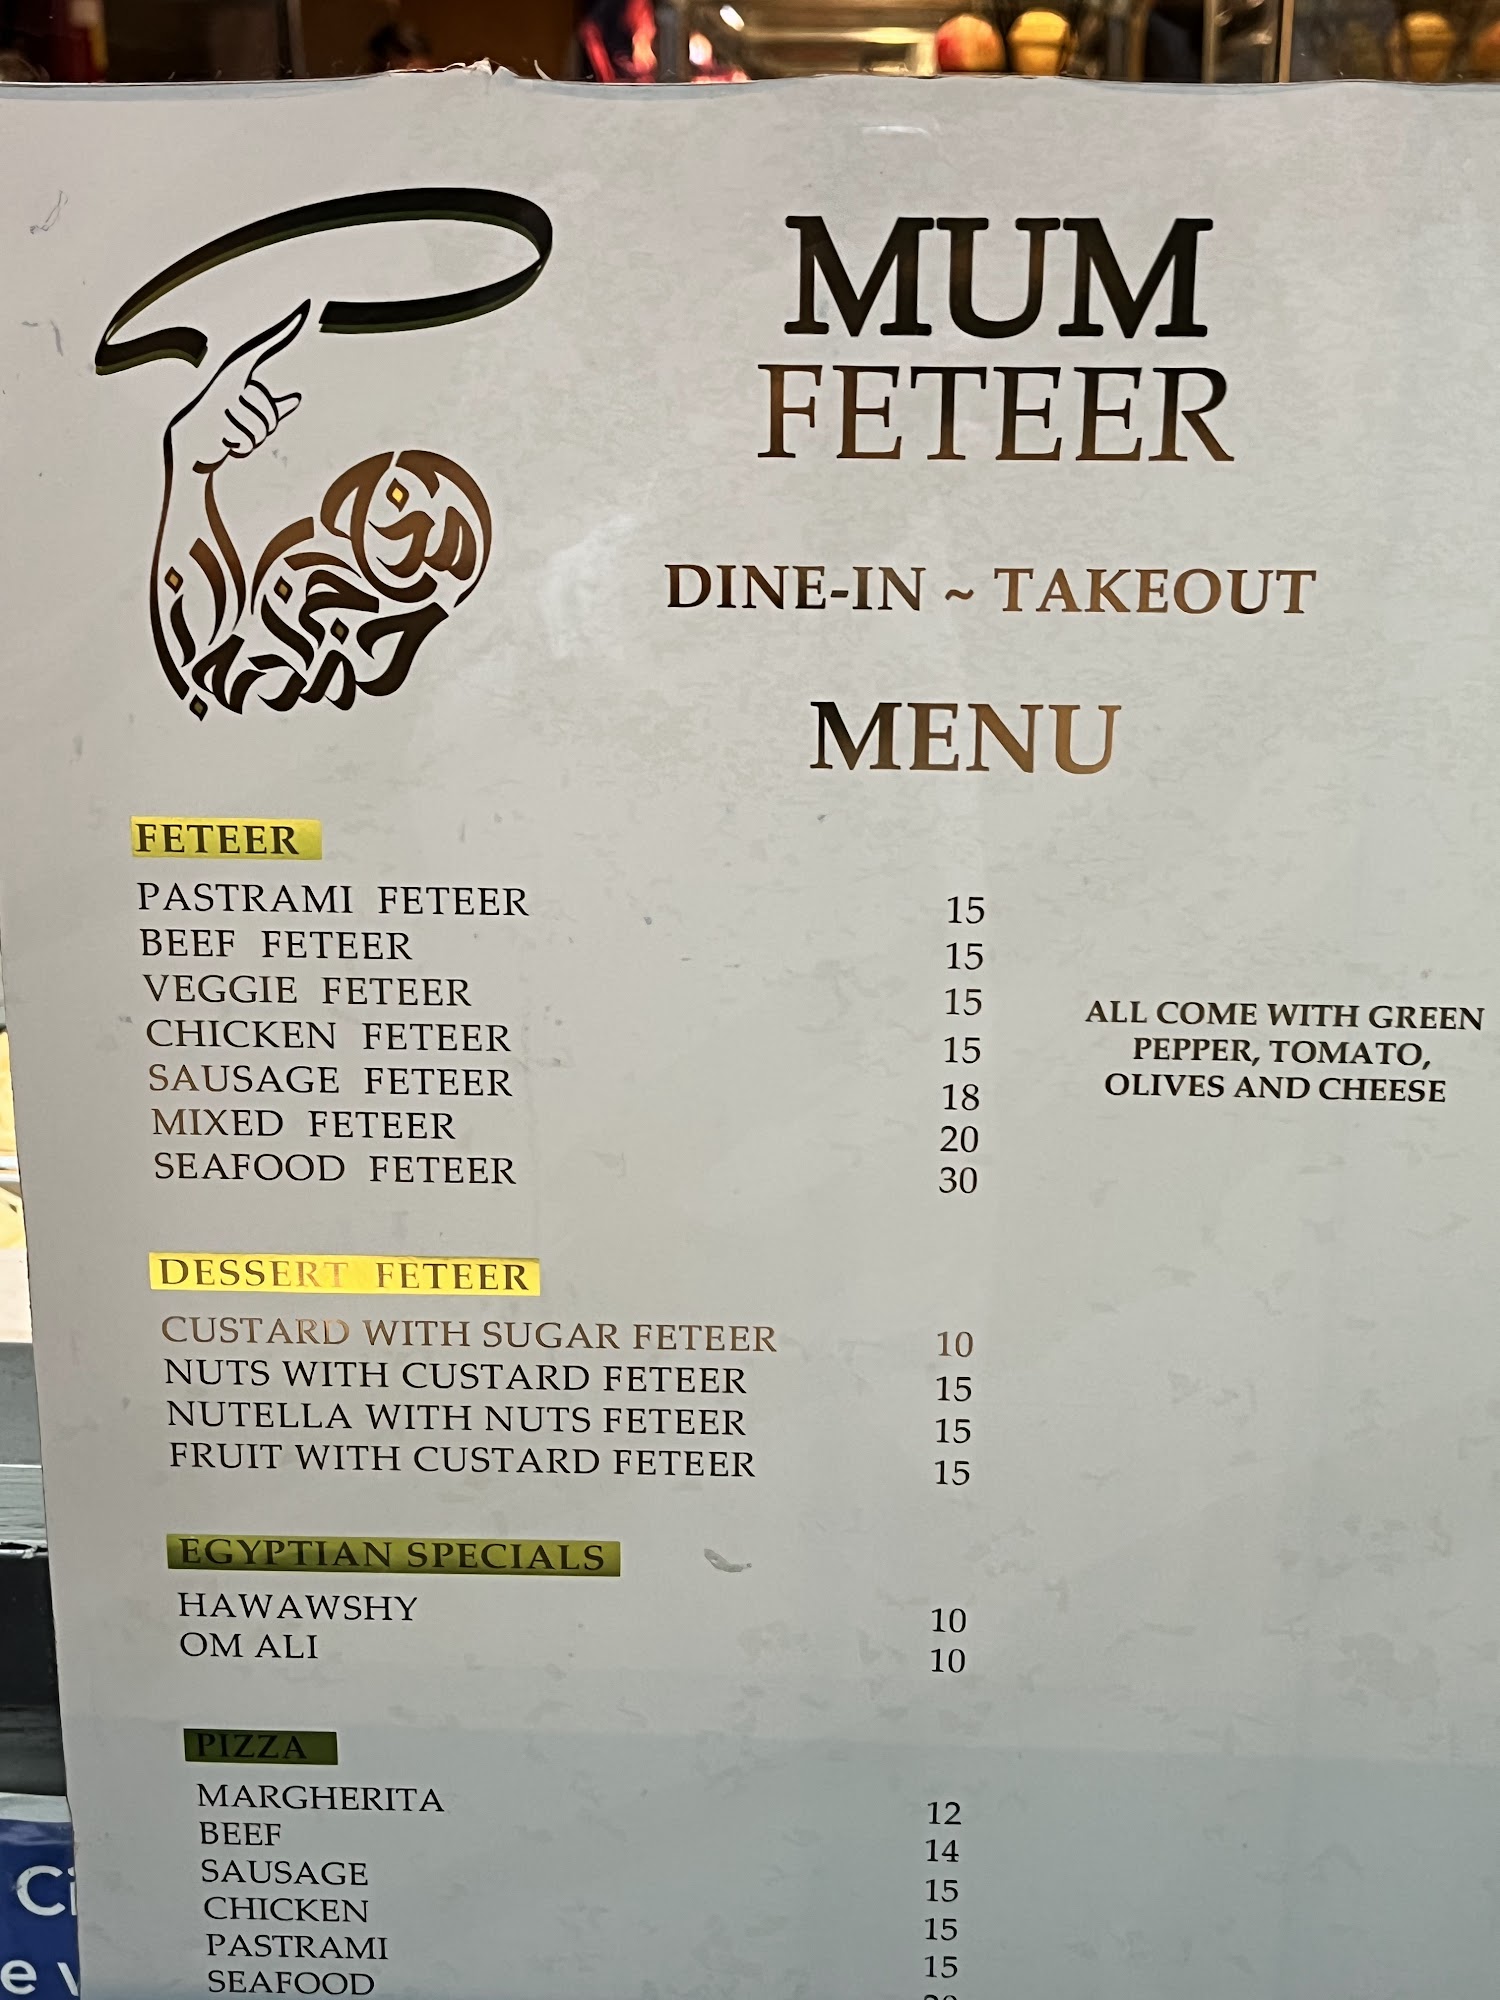 MUM
FETEER
DINE-IN ~ TAKEOUT
MENU
FETEER
PASTRAMI FETEER 15
BEEF FETEER 15
VEGGIE FETEER 15
CHICKEN FETEER 15
SAUSAGE FETEER 18
MIXED FETEER 20
SEAFOOD FETEER 30
ALL COME WITH GREEN
PEPPER, TOMATO,
OLIVES AND CHEESE
DESSERT FETEER
CUSTARD WITH SUGAR FETEER 10
NUTS WITH CUSTARD FETEER 15
NUTELLA WITH NUTS FETEER 15
FRUIT WITH CUSTARD FETEER 15
EGYPTIAN SPECIALS
HAWAWSHY 10
OM ALI 10
PIZZA
MARGHERITA 12
BEEF 14
SAUSAGE 15
CHICKEN 15
PASTRAMI 15
SEAFOOD